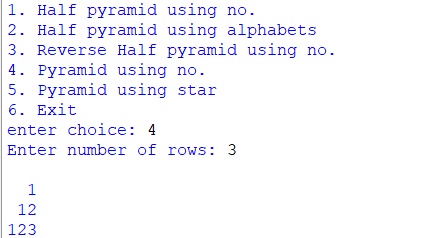 1. Half pyramid using no.
2. Half pyramid using alphabets
3. Reverse Half pyramid using no.
4. Pyramid using no.
5. Pyramid using star
6. Exit
enter choice: 4
Enter number of rows: 3

  1
 12
123